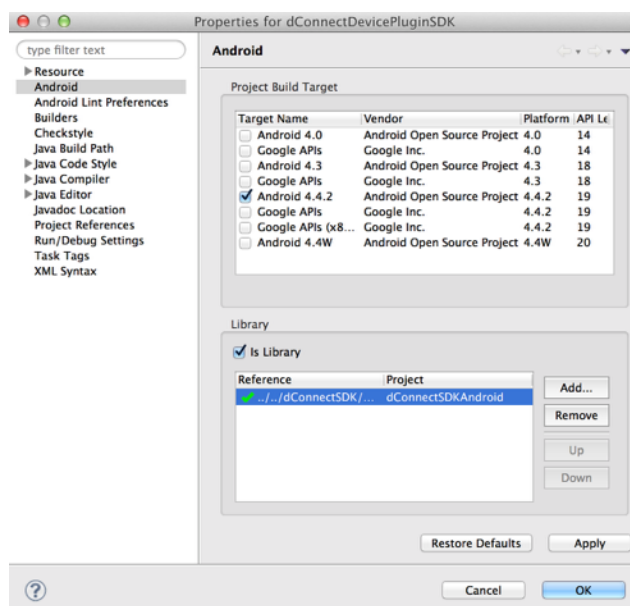 Properties for dConnectDevicePluginSDK
type filter text
Resource
Android
Android Lint Preferences
Builders
Checkstyle
Java Build Path
Java Code Style
Java Compiler
Java Editor
Javadoc Location
Project References
Run/Debug Settings
Task Tags
XML Syntax
Android
Project Build Target
Target Name Vendor Platform API Le
Android 4.0 Android Open Source Project 4.0 14
Google APIs Google Inc. 4.0 14
Android 4.3 Android Open Source Project 4.3 18
Google APIs Google Inc. 4.3 18
Android 4.4.2 Android Open Source Project 4.4.2 19
Google APIs Google Inc. 4.4.2 19
Google APIs (x8... Google Inc. 4.4.2 19
Android 4.4W Android Open Source Project 4.4W 20
Library
Is Library
Reference Project
../../dConnectSDK/... dConnectSDKAndroid
Add...
Remove
Up
Down
Restore Defaults Apply
? Cancel OK